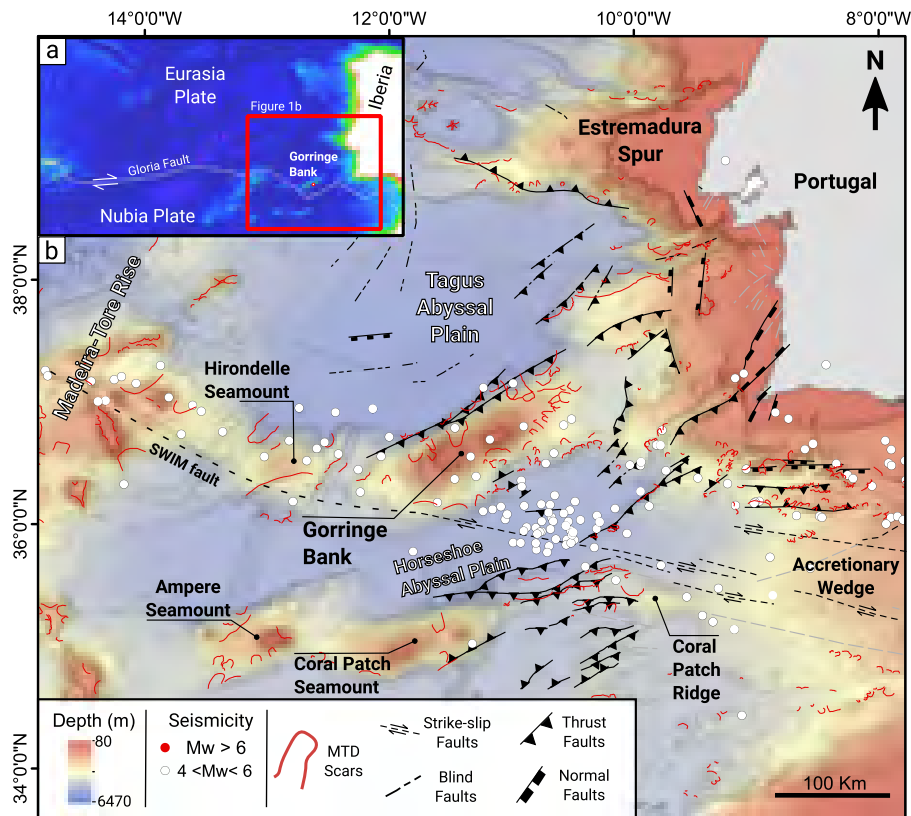 14°0'0"W
12°0'0"W
10°0'0"W
8°0'0"W
a
Eurasia
Plate
Iberia
Figure 1b
Gloria Fault
Gorringe
Bank
Nubia Plate
N
Estremadura
Spur
Portugal
b
38°0'0"N
36°0'0"N
34°0'0"N
Madeira-Tore Rise
Tagus
Abyssal
Plain
Hirondelle
Seamount
SWIM fault
Gorringe
Bank
Horseshoe
Abyssal Plain
Accretionary
Wedge
Ampere
Seamount
Coral Patch
Seamount
Coral
Patch
Ridge
Depth (m)
-80
-
-6470
Seismicity
Mw > 6
4 <Mw< 6
MTD
Scars
Strike-slip
Faults
Thrust
Faults
Blind
Faults
Normal
Faults
100 Km